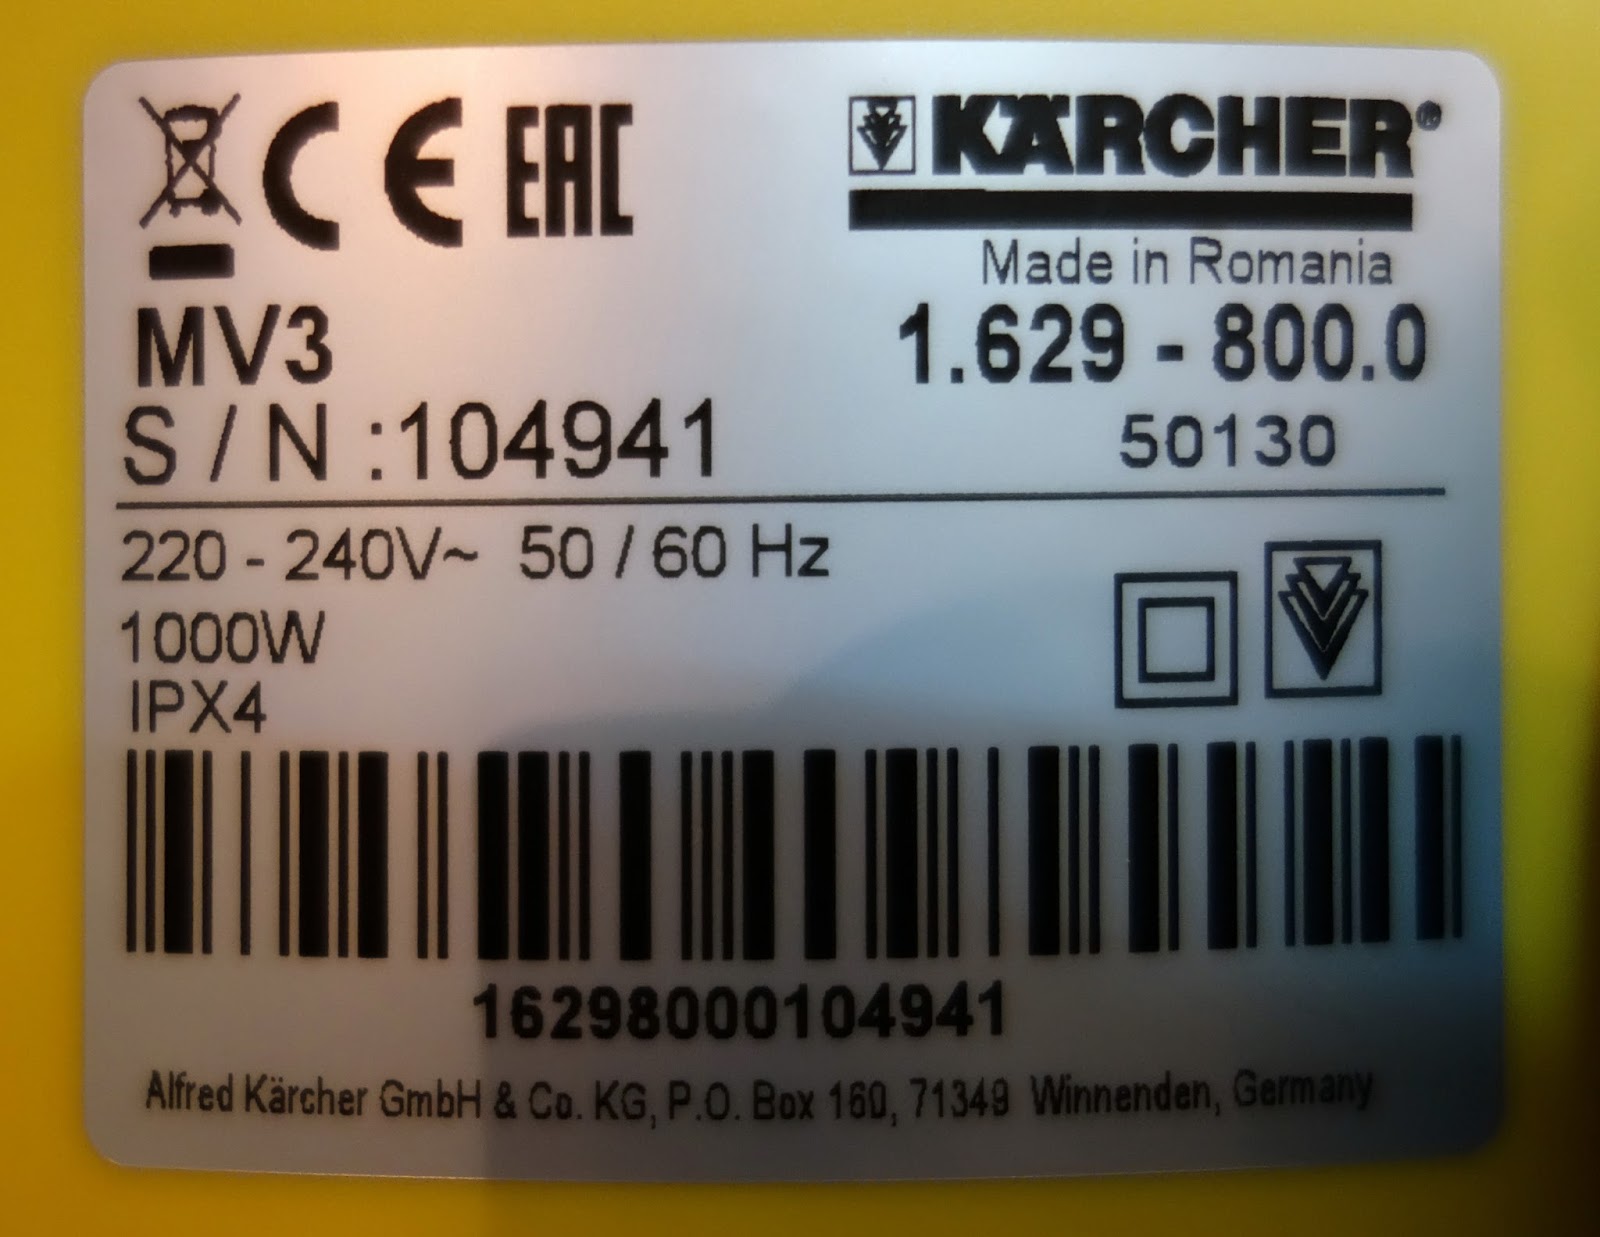 CE EAC KÄRCHER®
Made in Romania
MV3 1.629 - 800.0
S / N :104941 50130
220 - 240V~ 50 / 60 Hz
1000W
IPX4
16298000104941
Alfred Kärcher GmbH & Co. KG, P.O. Box 160, 71349 Winnenden, Germany